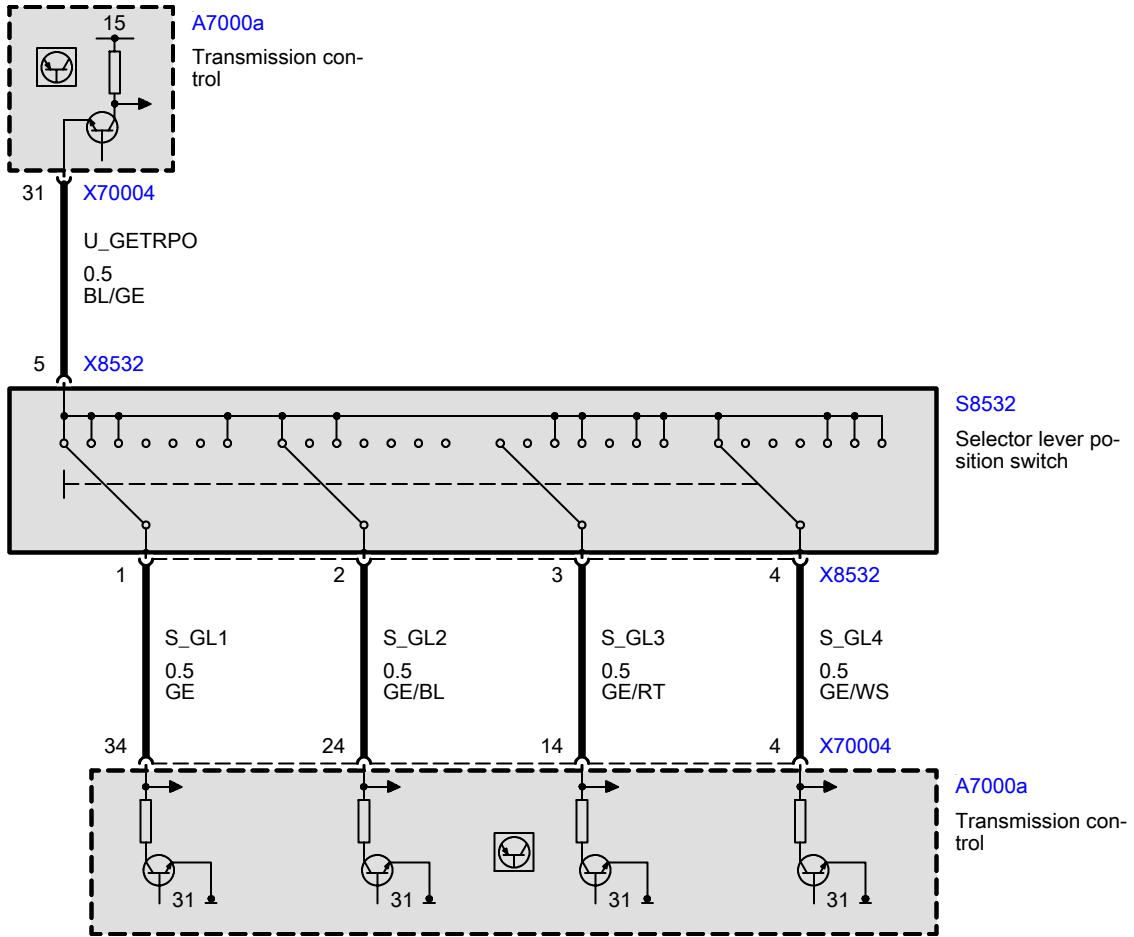 15
A7000a
Transmission con-
trol
31 X70004
U_GETRPO
0.5
BL/GE
5 X8532
S8532
Selector lever po-
sition switch
1 2 3 4 X8532
S_GL1 S_GL2 S_GL3 S_GL4
0.5 0.5 0.5 0.5
GE GE/BL GE/RT GE/WS
34 24 14 4 X70004
A7000a
Transmission con-
trol
31 31 31 31